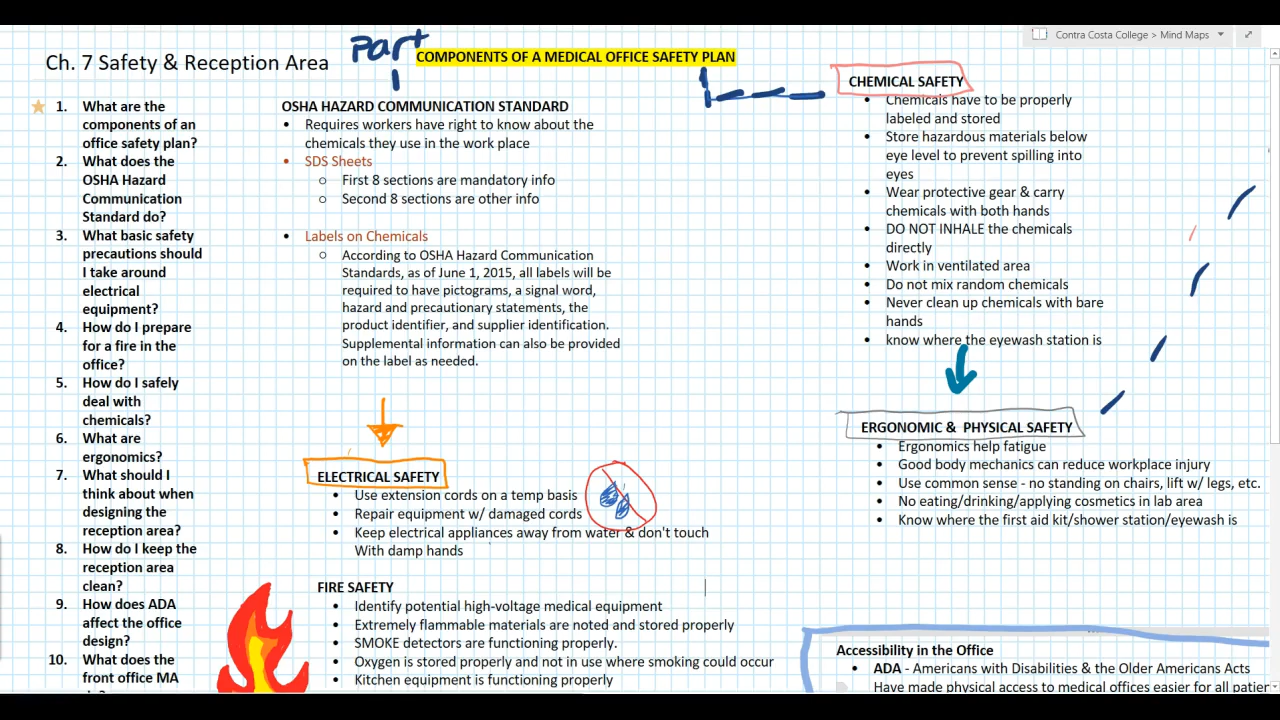 Contra Costa College > Mind Maps
Part
1
COMPONENTS OF A MEDICAL OFFICE SAFETY PLAN
Ch. 7 Safety & Reception Area
1. What are the
components of an
office safety plan?
2. What does the
OSHA Hazard
Communication
Standard do?
3. What basic safety
precautions should
I take around
electrical
equipment?
4. How do I prepare
for a fire in the
office?
5. How do I safely
deal with
chemicals?
6. What are
ergonomics?
7. What should I
think about when
designing the
reception area?
8. How do I keep the
reception area
clean?
9. How does ADA
affect the office
design?
10. What does the
front office MA
OSHA HAZARD COMMUNICATION STANDARD
• Requires workers have right to know about the
chemicals they use in the work place
• SDS Sheets
○ First 8 sections are mandatory info
○ Second 8 sections are other info
• Labels on Chemicals
○ According to OSHA Hazard Communication
Standards, as of June 1, 2015, all labels will be
required to have pictograms, a signal word,
hazard and precautionary statements, the
product identifier, and supplier identification.
Supplemental information can also be provided
on the label as needed.
ELECTRICAL SAFETY
• Use extension cords on a temp basis
• Repair equipment w/ damaged cords
• Keep electrical appliances away from water & don't touch
With damp hands
FIRE SAFETY
• Identify potential high-voltage medical equipment
• Extremely flammable materials are noted and stored properly
• SMOKE detectors are functioning properly.
• Oxygen is stored properly and not in use where smoking could occur
• Kitchen equipment is functioning properly
CHEMICAL SAFETY
• Chemicals have to be properly
labeled and stored
• Store hazardous materials below
eye level to prevent spilling into
eyes
• Wear protective gear & carry
chemicals with both hands
• DO NOT INHALE the chemicals
directly
• Work in ventilated area
• Do not mix random chemicals
• Never clean up chemicals with bare
hands
• know where the eyewash station is
ERGONOMIC & PHYSICAL SAFETY
• Ergonomics help fatigue
• Good body mechanics can reduce workplace injury
• Use common sense - no standing on chairs, lift w/ legs, etc.
• No eating/drinking/applying cosmetics in lab area
• Know where the first aid kit/shower station/eyewash is
Accessibility in the Office
• ADA - Americans with Disabilities & the Older Americans Acts
Have made physical access to medical offices easier for all patier